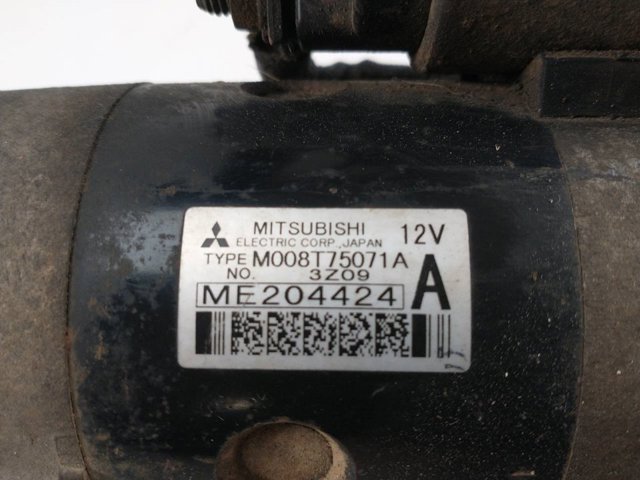 MITSUBISHI 12V
ELECTRIC CORP. JAPAN
TYPE M008T75071A
NO. 3Z09
ME204424 A